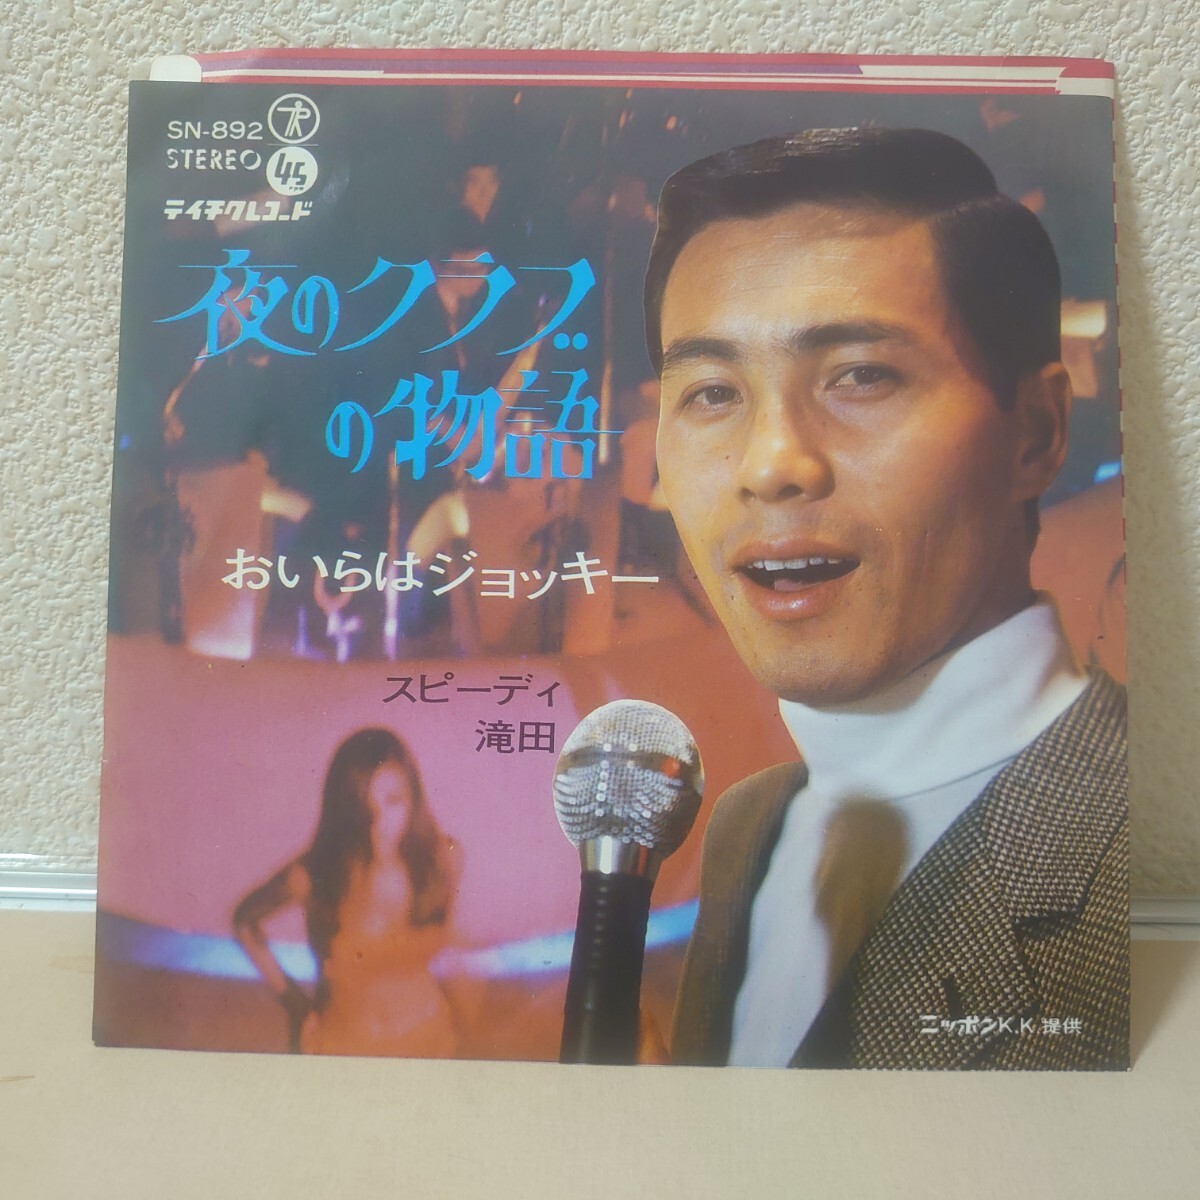 SN-892
STEREO
45
rpm
テイチクレコード
夜のクラブ
の物語
おいらはジョッキー
スピーディ
滝田
ニッポンK.K.提供